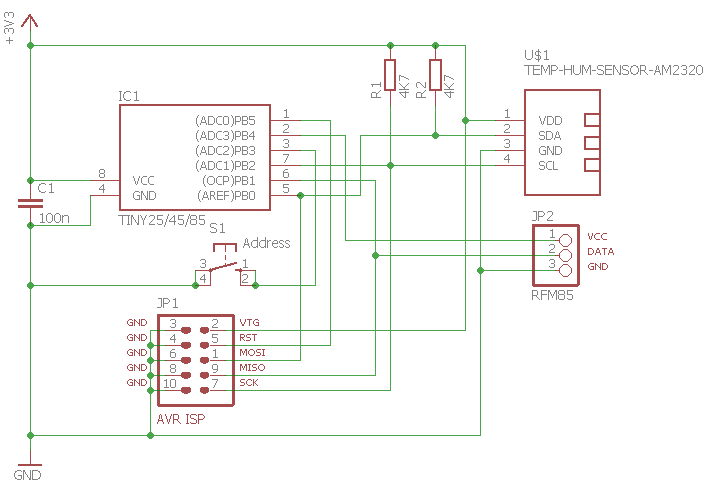 +3V3
U$1
TEMP-HUM-SENSOR-AM2320
R1
4K7
R2
4K7
IC1
(ADC0)PB5 1
(ADC3)PB4 2
(ADC2)PB3 3
(ADC1)PB2 7
(OCP)PB1 6
(AREF)PB0 5
8 VCC
4 GND
TINY25/45/85
1 VDD
2 SDA
3 GND
4 SCL
C1
100n
S1
Address
3 1
4 2
JP2
1 VCC
2 DATA
3 GND
RFM85
JP1
GND 3 2 VTG
GND 4 5 RST
GND 6 1 MOSI
GND 8 9 MISO
GND 10 7 SCK
AVR ISP
GND